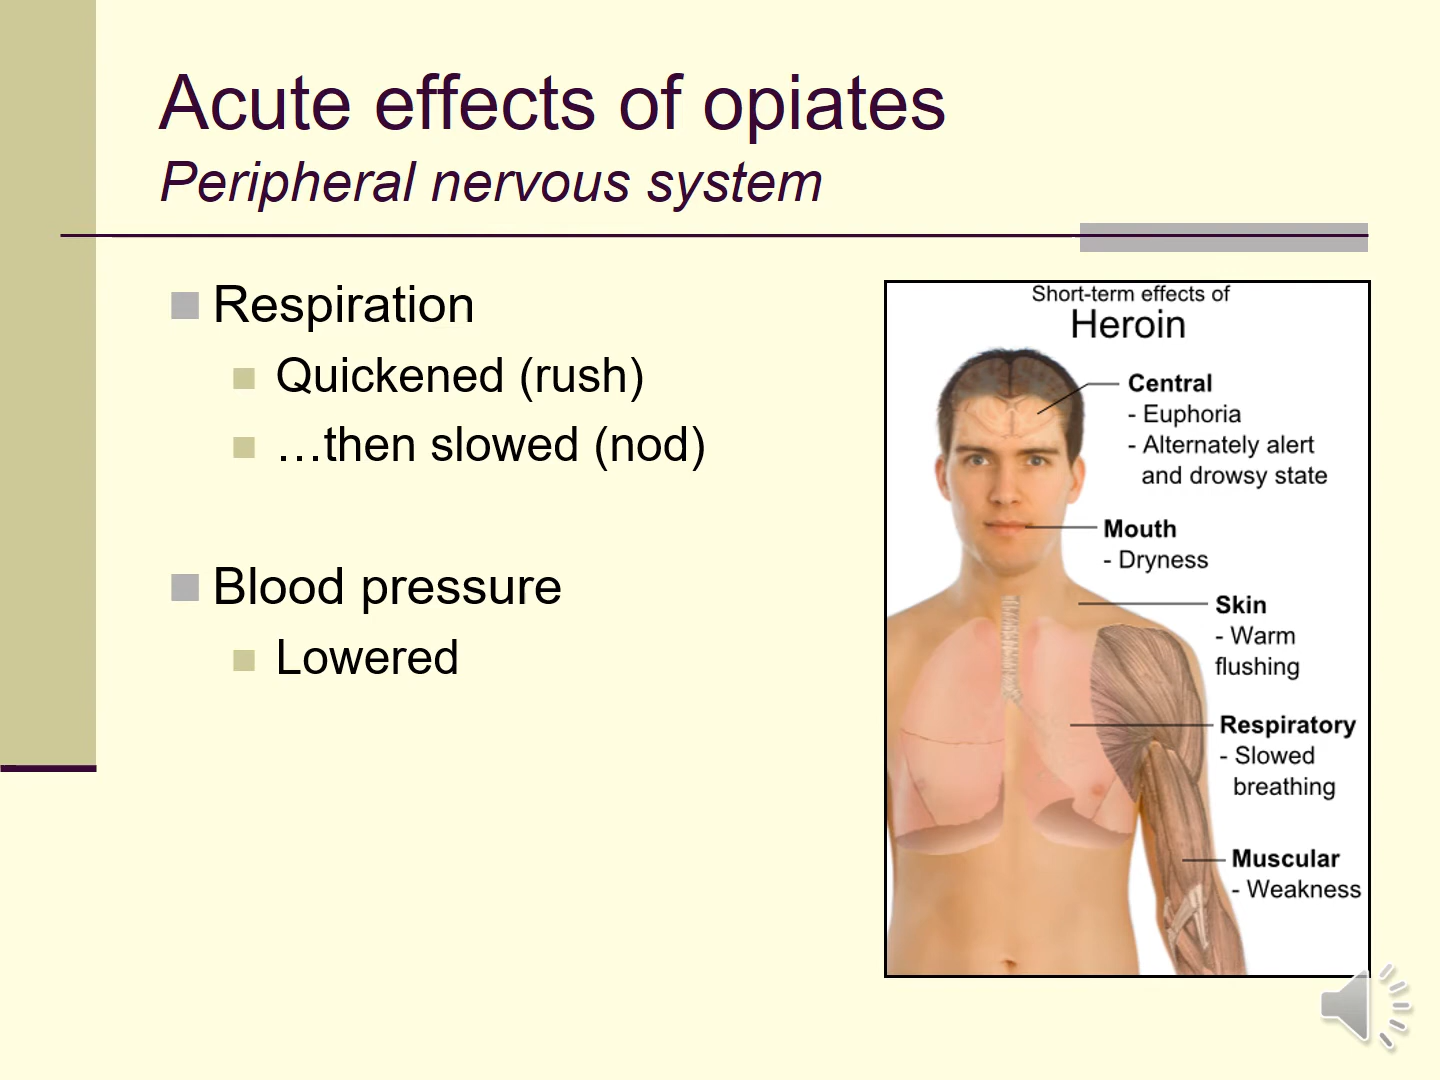 Acute effects of opiates
Peripheral nervous system
Respiration
Quickened (rush)
…then slowed (nod)
Blood pressure
Lowered
Short-term effects of
Heroin
Central
- Euphoria
- Alternately alert
and drowsy state
Mouth
- Dryness
Skin
- Warm
flushing
Respiratory
- Slowed
breathing
Muscular
- Weakness